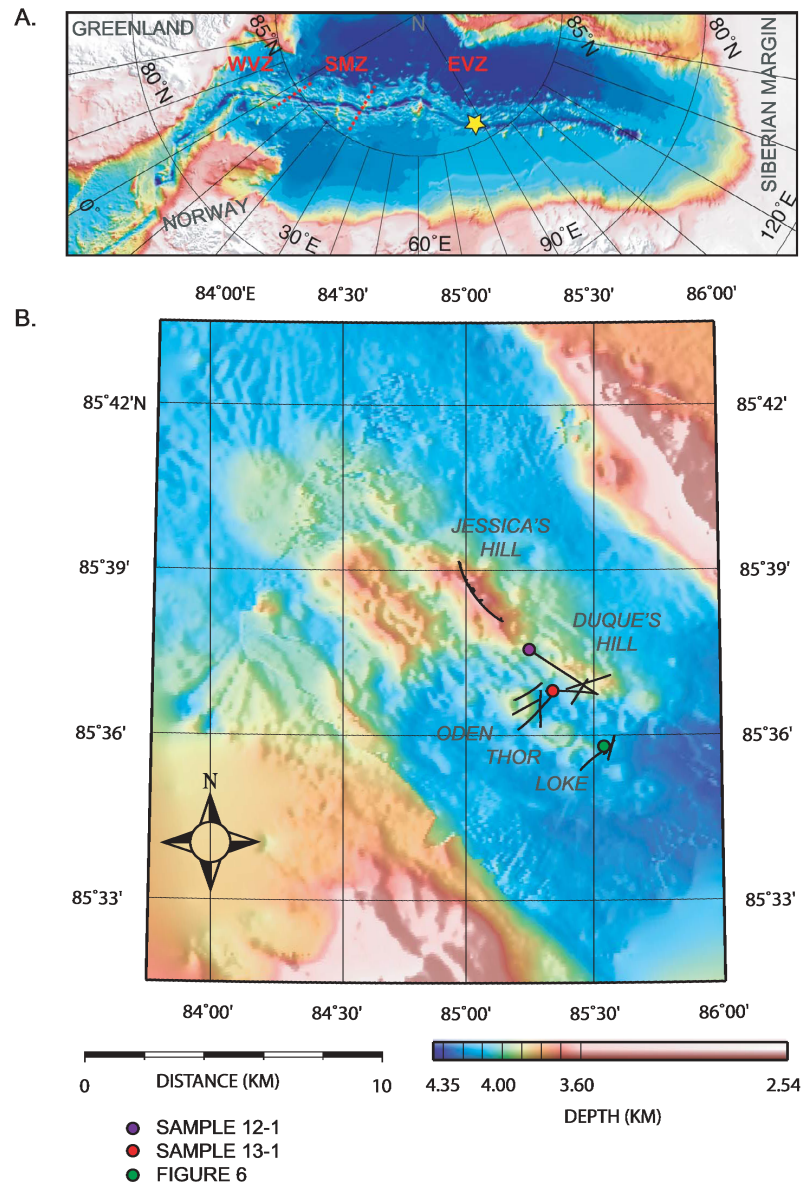 A.
GREENLAND
N
85˚N
85˚N
80˚N
80˚N
WVZ
SMZ
EVZ
SIBERIAN MARGIN
0˚
NORWAY
30˚E
60˚E
90˚E
120˚E
B.
84˚00'E 84˚30' 85˚00' 85˚30' 86˚00'
85˚42'N 85˚42'
JESSICA'S
HILL
85˚39' 85˚39'
DUQUE'S
HILL
ODEN
85˚36' 85˚36'
THOR
LOKE
N
85˚33' 85˚33'
84˚00' 84˚30' 85˚00' 85˚30' 86˚00'
0 DISTANCE (KM) 10
4.35 4.00 3.60 2.54
DEPTH (KM)
SAMPLE 12-1
SAMPLE 13-1
FIGURE 6